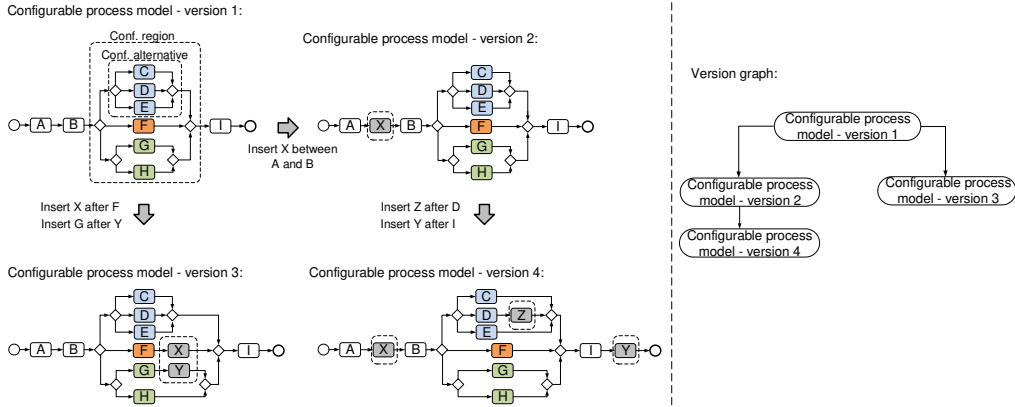 Configurable process model - version 1:
Conf. region
Conf. alternative
C
D
E
A
B
F
I
G
H
Insert X between
A and B
Configurable process model - version 2:
C
D
E
A
X
B
F
I
G
H
Insert X after F
Insert G after Y
Insert Z after D
Insert Y after I
Configurable process model - version 3:
C
D
E
A
B
F
X
I
G
Y
H
Configurable process model - version 4:
C
D
Z
E
A
X
B
F
I
Y
G
H
Version graph:
Configurable process
model - version 1
Configurable process
model - version 2
Configurable process
model - version 3
Configurable process
model - version 4